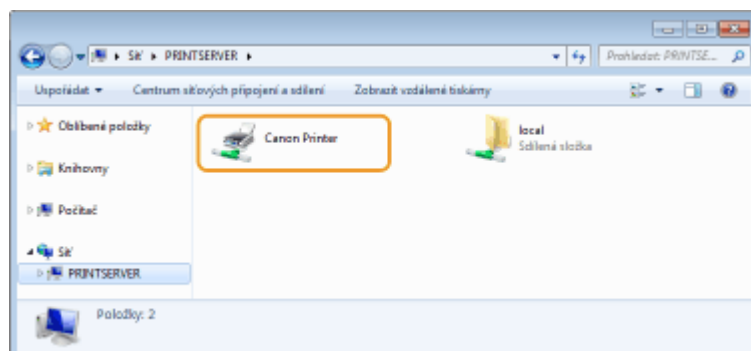 Síť ▸ PRINTSERVER ▸ Prohledat: PRINTSE...
Uspořádat Centrum síťových připojení a sdílení Zobrazit vzdálené tiskárny
Oblíbené položky
Canon Printer
local
Sdílená složka
Knihovny
Počítač
Síť
PRINTSERVER
Položky: 2